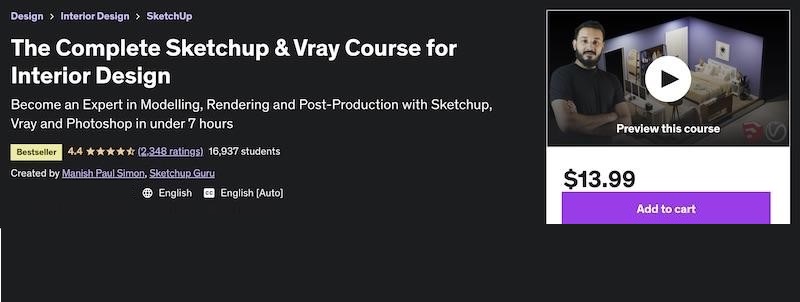 Design > Interior Design > SketchUp
The Complete Sketchup & Vray Course for
Interior Design
Become an Expert in Modelling, Rendering and Post-Production with Sketchup,
Vray and Photoshop in under 7 hours
Bestseller 4.4 (2,348 ratings) 16,937 students
Created by Manish Paul Simon, Sketchup Guru
English CC English [Auto]
Preview this course
$13.99
Add to cart